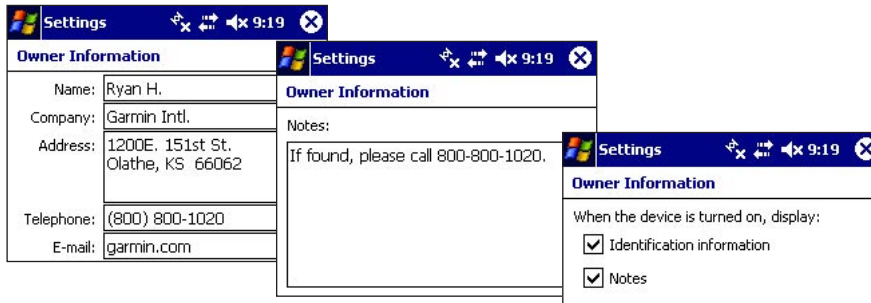 Settings 9:19
Owner Information
Name: Ryan H.
Company: Garmin Intl.
Address: 1200E. 151st St.
Olathe, KS 66062
Telephone: (800) 800-1020
E-mail: garmin.com
Settings 9:19
Owner Information
Notes:
If found, please call 800-800-1020.
Settings 9:19
Owner Information
When the device is turned on, display:
Identification information
Notes